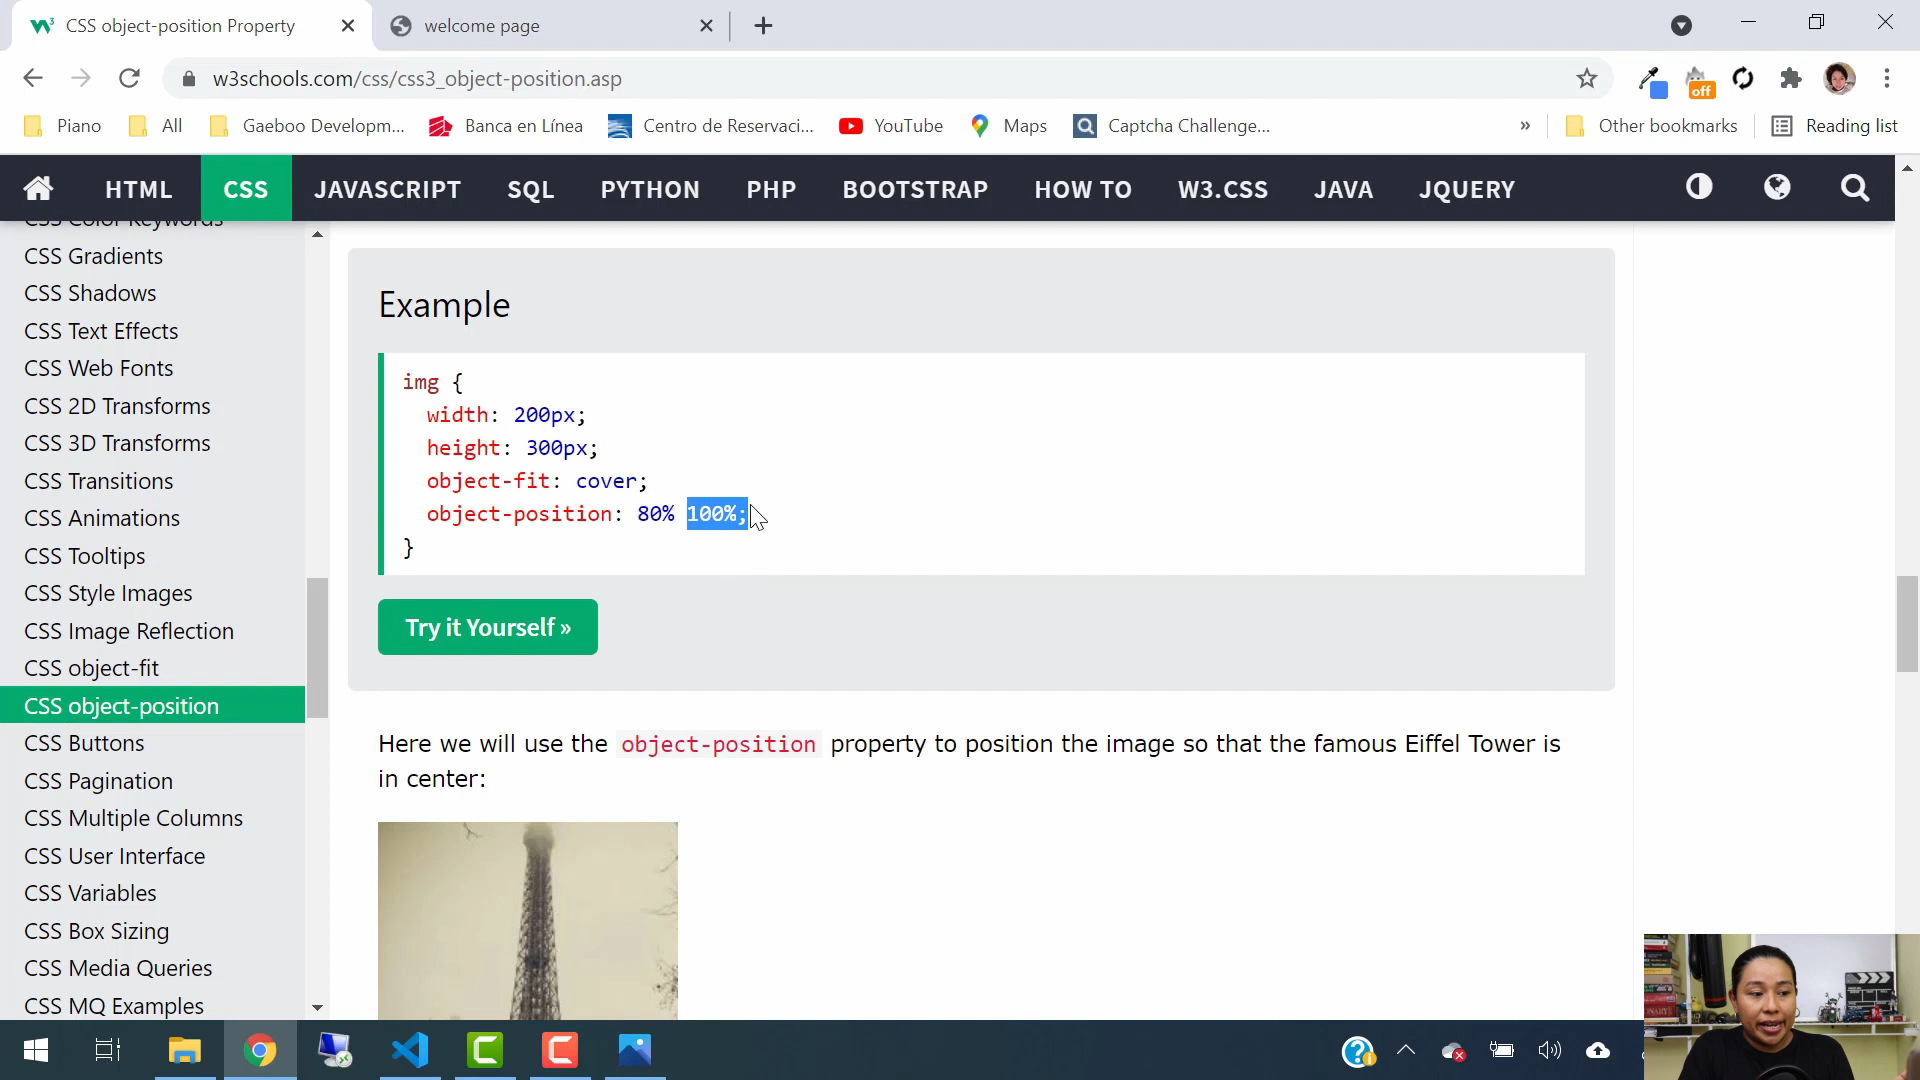 CSS object-position Property
welcome page
w3schools.com/css/css3_object-position.asp
off
Piano
All
Gaeboo Developm...
Banca en Línea
Centro de Reservaci...
YouTube
Maps
Captcha Challenge...
»
Other bookmarks
Reading list
HTML
CSS
JAVASCRIPT
SQL
PYTHON
PHP
BOOTSTRAP
HOW TO
W3.CSS
JAVA
JQUERY
CSS Color Keywords
CSS Gradients
CSS Shadows
CSS Text Effects
CSS Web Fonts
CSS 2D Transforms
CSS 3D Transforms
CSS Transitions
CSS Animations
CSS Tooltips
CSS Style Images
CSS Image Reflection
CSS object-fit
CSS object-position
CSS Buttons
CSS Pagination
CSS Multiple Columns
CSS User Interface
CSS Variables
CSS Box Sizing
CSS Media Queries
CSS MQ Examples
Example
img {
width: 200px;
height: 300px;
object-fit: cover;
object-position: 80% 100%;
}
Try it Yourself »
Here we will use the object-position property to position the image so that the famous Eiffel Tower is
in center: